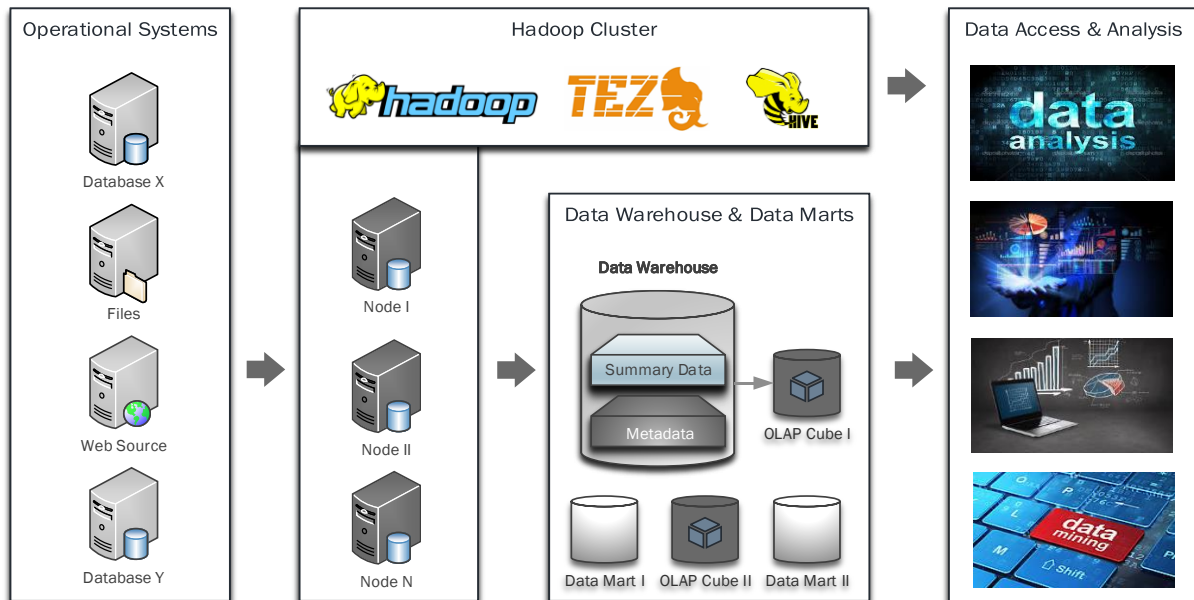 Operational Systems
Database X
Files
Web Source
Database Y
Hadoop Cluster
hadoop
TEZ
HIVE
Node I
Node II
Node N
Data Warehouse & Data Marts
Data Warehouse
Summary Data
Metadata
OLAP Cube I
Data Mart I
OLAP Cube II
Data Mart II
Data Access & Analysis
data
analysis
O
P
L
data
mining
M
Shift